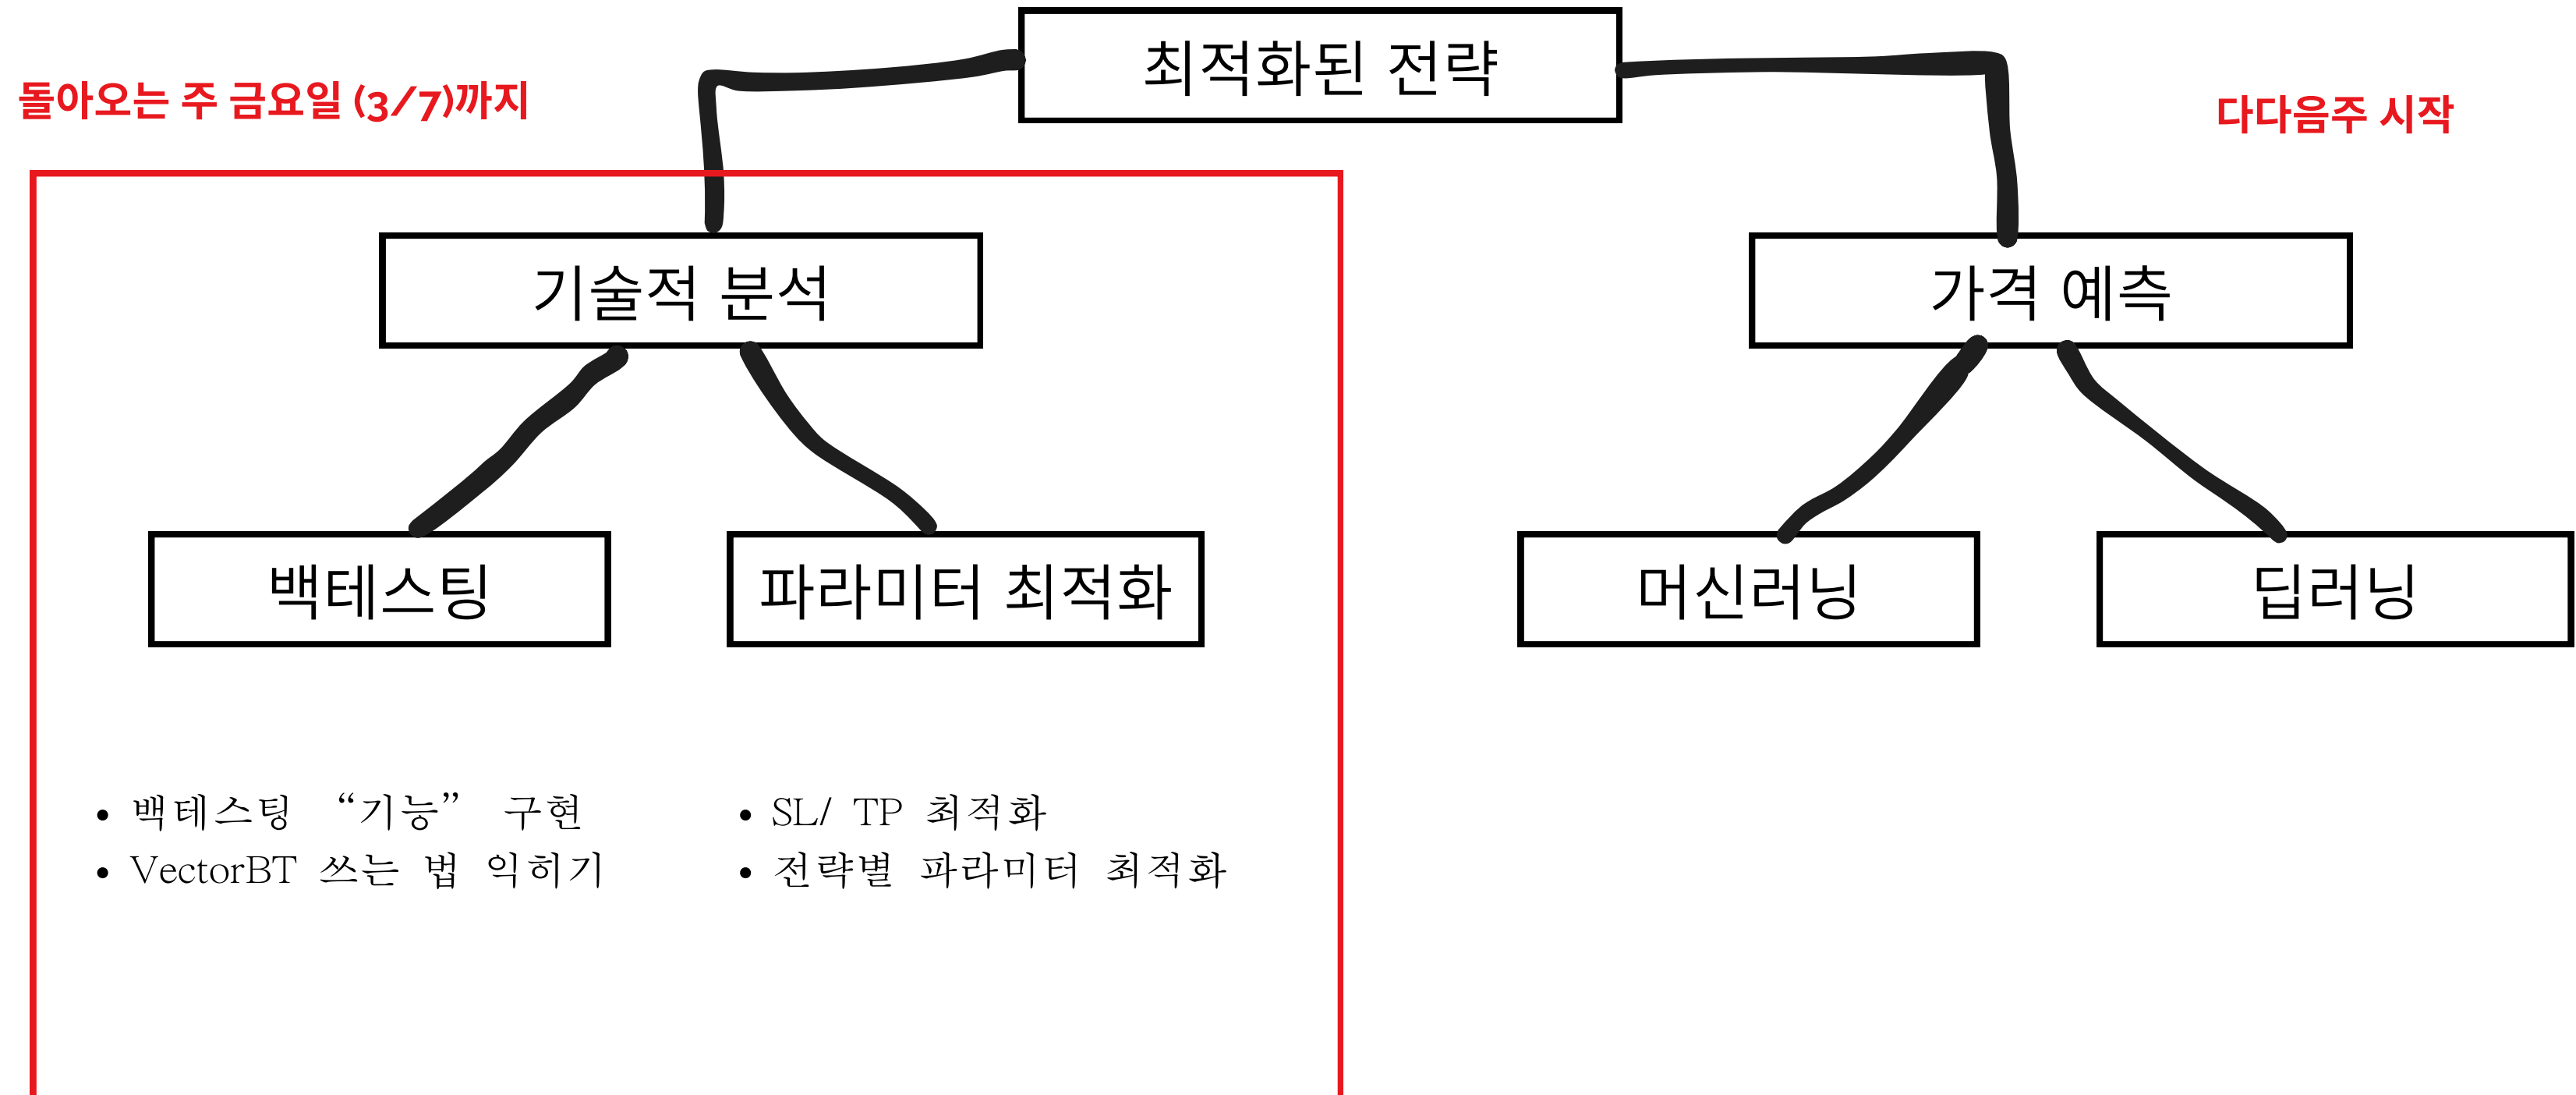 최적화된 전략
돌아오는 주 금요일 (3/7)까지
다다음주 시작
기술적 분석
가격 예측
백테스팅
파라미터 최적화
머신러닝
딥러닝
• 백테스팅 “기능” 구현
• VectorBT 쓰는 법 익히기
• SL/ TP 최적화
• 전략별 파라미터 최적화